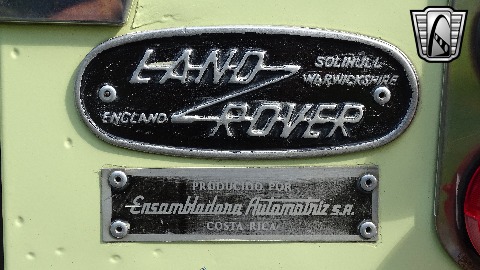 LAND
SOLIHULL
WARWICKSHIRE
ENGLAND
ROVER
PRODUCIDO POR
Ensambladora Automotriz S.A.
COSTA RICA